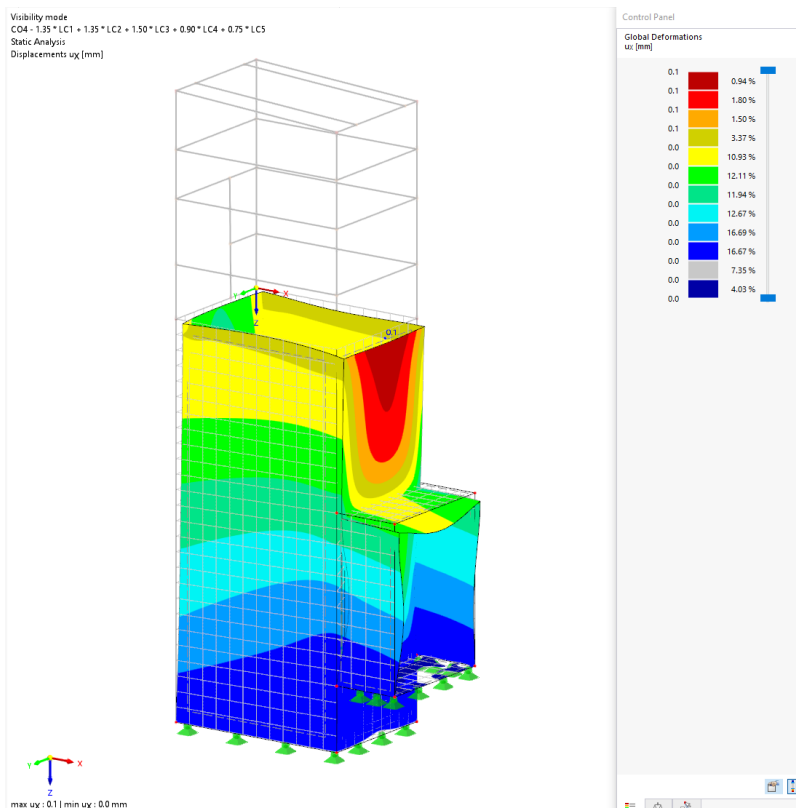 Visibility mode
CO4 - 1.35 * LC1 + 1.35 * LC2 + 1.50 * LC3 + 0.90 * LC4 + 0.75 * LC5
Static Analysis
Displacements uX [mm]
Control Panel
Global Deformations
uX [mm]
0.1
0.94 %
0.1
1.80 %
0.1
1.50 %
0.1
3.37 %
0.0
10.93 %
0.0
12.11 %
0.0
11.94 %
0.0
12.67 %
0.0
16.69 %
0.0
16.67 %
0.0
7.35 %
0.0
4.03 %
0.0
Y
X
Z
0.1
Y
X
Z
max uX : 0.1 | min uX : 0.0 mm